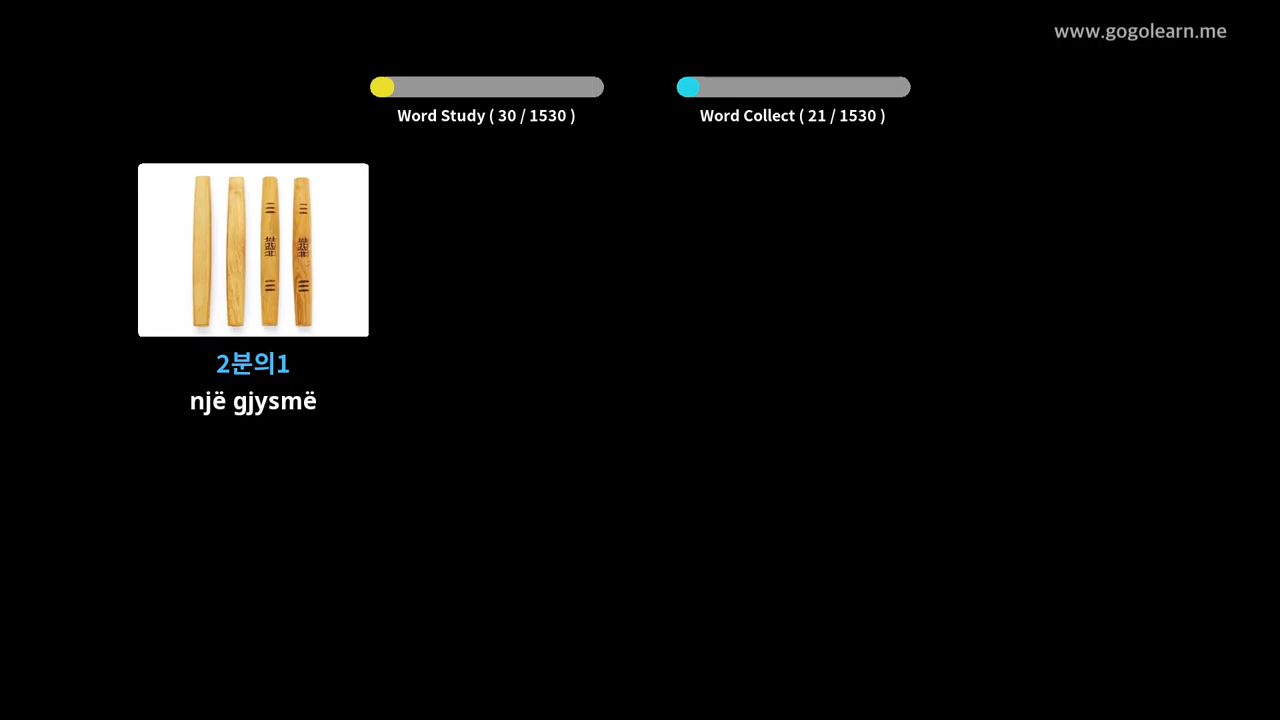 www.gogolearn.me
Word Study ( 30 / 1530 )
Word Collect ( 21 / 1530 )
2분의1
një gjysmë